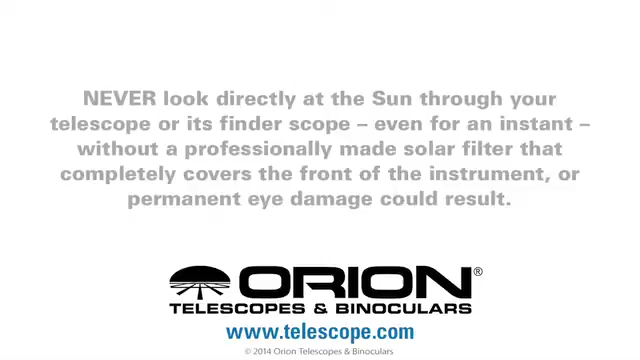 NEVER look directly at the Sun through your
telescope or its finder scope – even for an instant –
without a professionally made solar filter that
completely covers the front of the instrument, or
permanent eye damage could result.
ORION®
TELESCOPES & BINOCULARS
www.telescope.com
© 2014 Orion Telescopes & Binoculars